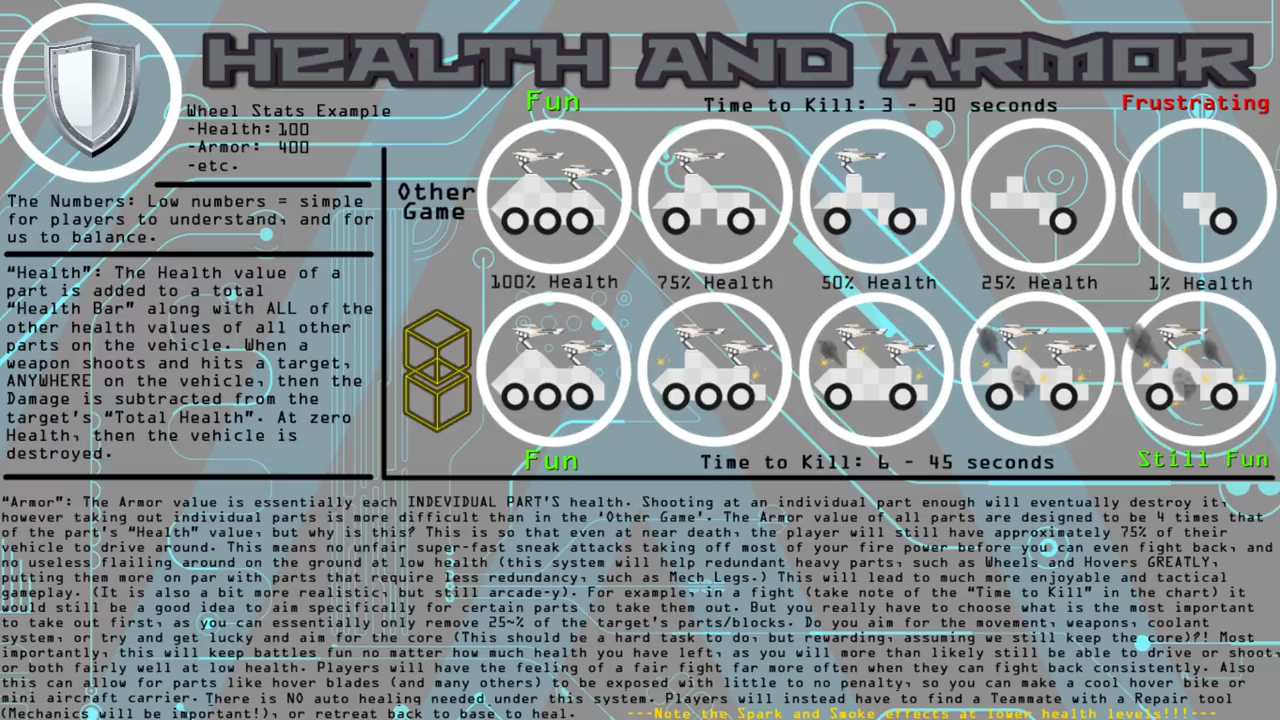 HEALTH AND ARMOR
Wheel Stats Example
-Health: 100
-Armor: 400
-etc.
The Numbers: Low numbers = simple
for players to understand, and for
us to balance.
“Health”: The Health value of a
part is added to a total
“Health Bar” along with ALL of the
other health values of all other
parts on the vehicle. When a
weapon shoots and hits a target,
ANYWHERE on the vehicle, then the
Damage is subtracted from the
target's “Total Health”. At zero
Health, then the vehicle is
destroyed.
Fun Time to Kill: 3 - 30 seconds Frustrating
Other
Game
100% Health 75% Health 50% Health 25% Health 1% Health
Fun Time to Kill: 6 - 45 seconds Still Fun
“Armor”: The Armor value is essentially each INDEVIDUAL PART'S health. Shooting at an individual part enough will eventually destroy it,
however taking out individual parts is more difficult than in the 'Other Game'. The Armor value of all parts are designed to be 4 times that
of the part's “Health” value, but why is this? This is so that even at near death, the player will still have approximately 75% of their
vehicle to drive around. This means no unfair super-fast sneak attacks taking off most of your fire power before you can even fight back, and
no useless flailing around on the ground at low health (this system will help redundant heavy parts, such as Wheels and Hovers GREATLY,
putting them more on par with parts that require less redundancy, such as Mech Legs.) This will lead to much more enjoyable and tactical
gameplay. (It is also a bit more realistic, but still arcade-y). For example, in a fight (take note of the “Time to Kill” in the chart) it
would still be a good idea to aim specifically for certain parts to take them out. But you really have to choose what is the most important
to take out first, as you can essentially only remove 25~% of the target's parts/blocks. Do you aim for the movement, weapons, coolant
system, or try and get lucky and aim for the core (This should be a hard task to do, but rewarding, assuming we still keep the core)?! Most
importantly, this will keep battles fun no matter how much health you have left, as you will more than likely still be able to drive or shoot,
or both fairly well at low health. Players will have the feeling of a fair fight far more often when they can fight back consistently. Also
this can allow for parts like hover blades (and many others) to be exposed with little to no penalty, so you can make a cool hover bike or
mini aircraft carrier. There is NO auto healing needed under this system. Players will instead have to find a Teammate with a Repair tool
(Mechanics will be important!), or retreat back to base to heal. ---Note the Spark and Smoke effects at lower health levels!!!---